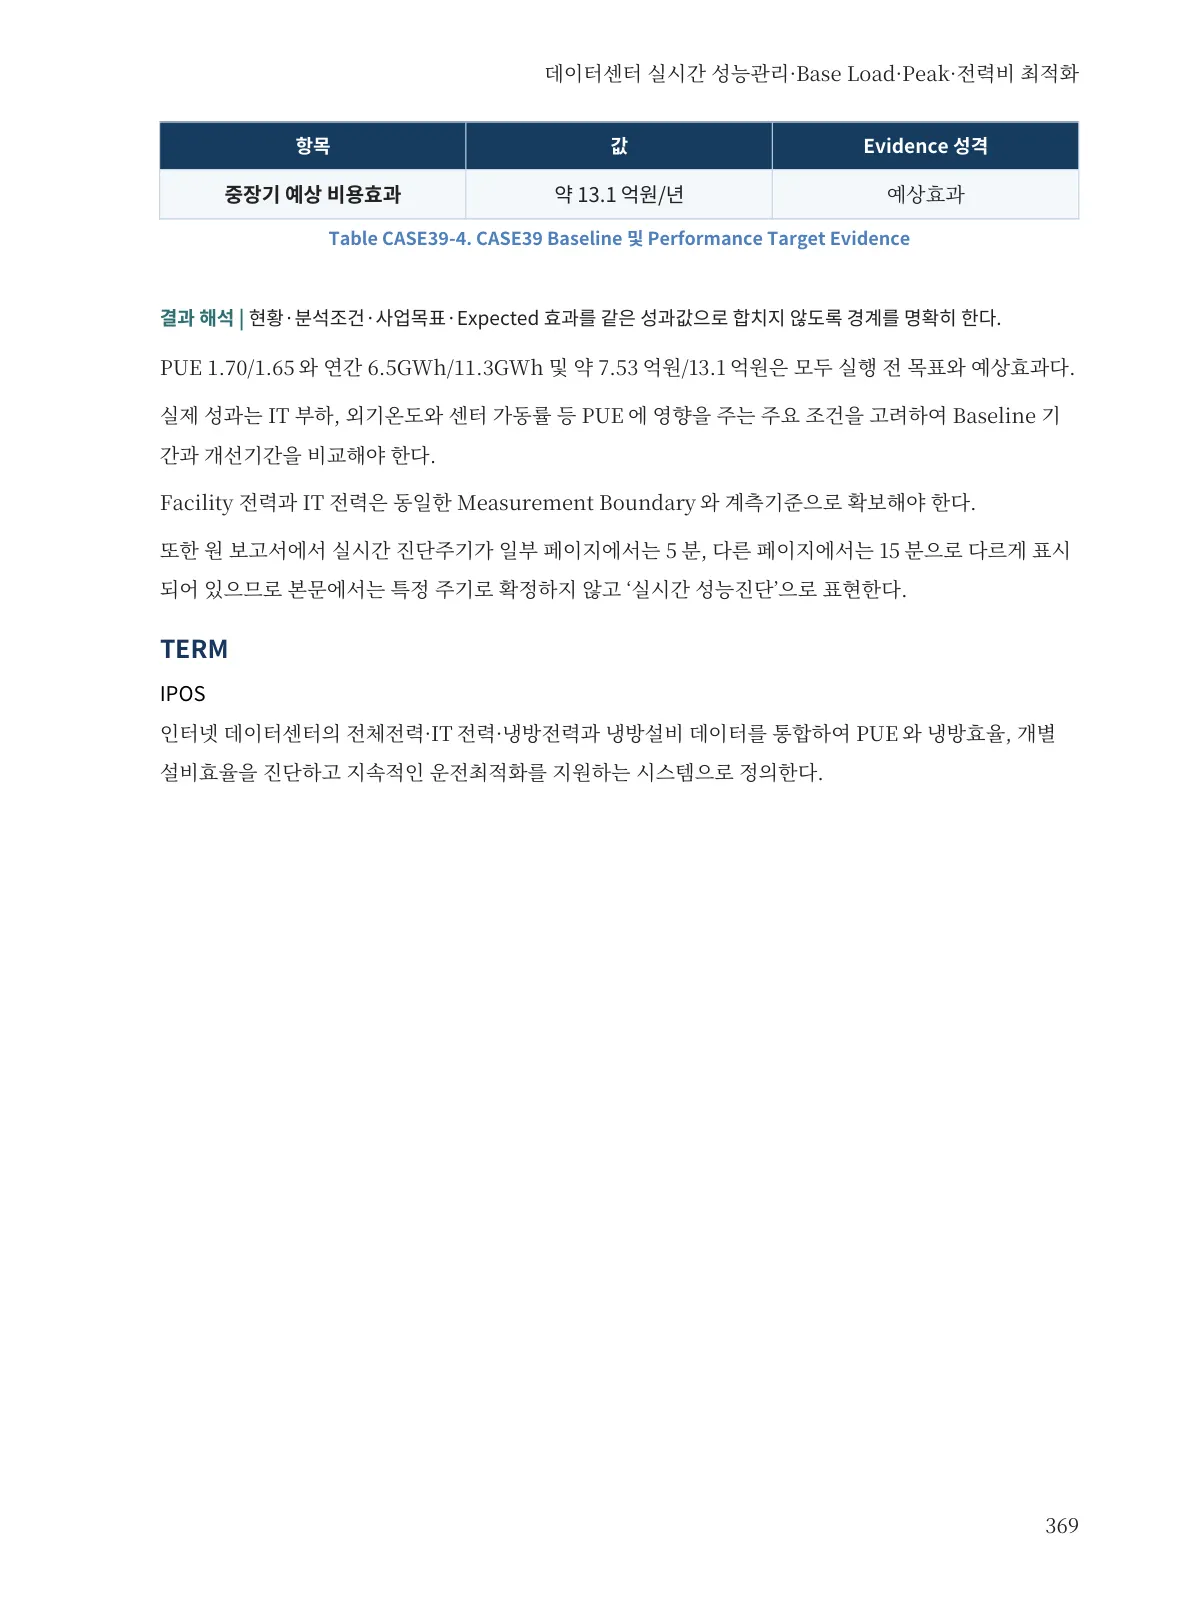 데이터센터 실시간 성능관리·Base Load·Peak·전력비 최적화
항목 값 Evidence 성격
중장기 예상 비용효과 약 13.1 억원/년 예상효과
Table CASE39-4. CASE39 Baseline 및 Performance Target Evidence
결과 해석 | 현황·분석조건·사업목표·Expected 효과를 같은 성과값으로 합치지 않도록 경계를 명확히 한다.
PUE 1.70/1.65 와 연간 6.5GWh/11.3GWh 및 약 7.53 억원/13.1 억원은 모두 실행 전 목표와 예상효과다.
실제 성과는 IT 부하, 외기온도와 센터 가동률 등 PUE 에 영향을 주는 주요 조건을 고려하여 Baseline 기
간과 개선기간을 비교해야 한다.
Facility 전력과 IT 전력은 동일한 Measurement Boundary 와 계측기준으로 확보해야 한다.
또한 원 보고서에서 실시간 진단주기가 일부 페이지에서는 5 분, 다른 페이지에서는 15 분으로 다르게 표시
되어 있으므로 본문에서는 특정 주기로 확정하지 않고 ‘실시간 성능진단’으로 표현한다.
TERM
IPOS
인터넷 데이터센터의 전체전력·IT 전력·냉방전력과 냉방설비 데이터를 통합하여 PUE 와 냉방효율, 개별
설비효율을 진단하고 지속적인 운전최적화를 지원하는 시스템으로 정의한다.
369